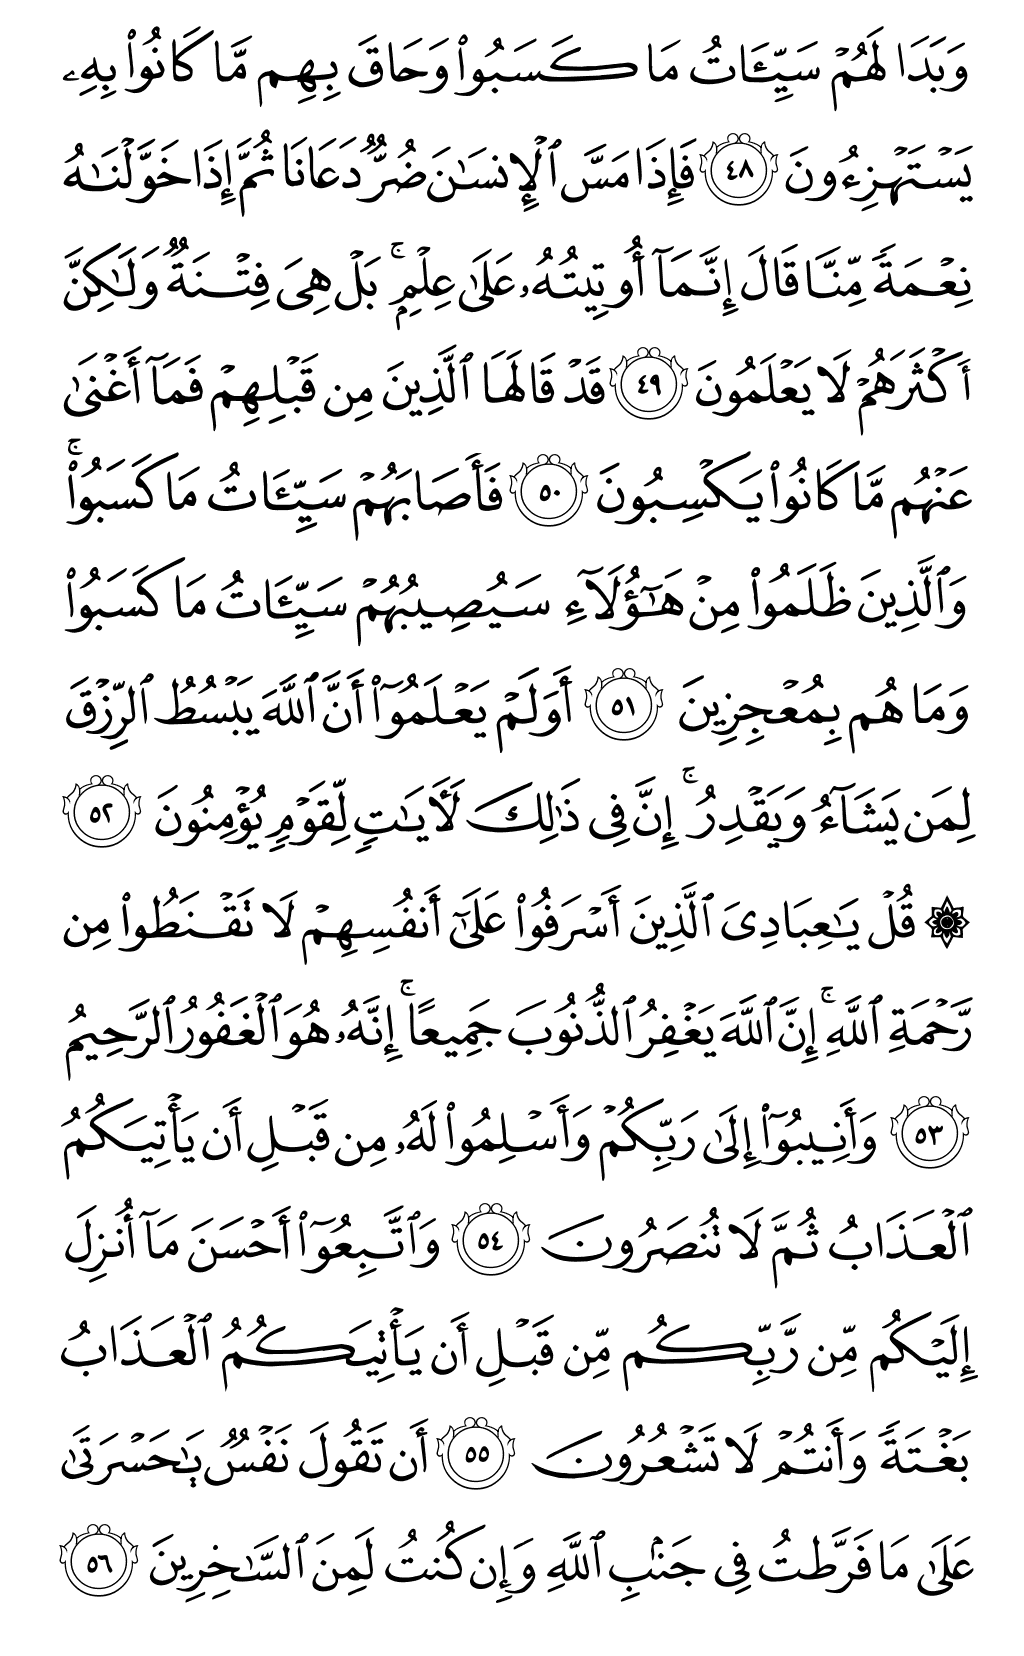 وَبَدَا لَهُمۡ سَيِّـَٔاتُ مَا كَسَبُواْ وَحَاقَ بِهِم مَّا كَانُواْ بِهِۦ
يَسۡتَهۡزِءُونَ ٤٨ فَإِذَا مَسَّ ٱلۡإِنسَٰنَ ضُرّٞ دَعَانَا ثُمَّ إِذَا خَوَّلۡنَٰهُ
نِعۡمَةٗ مِّنَّا قَالَ إِنَّمَآ أُوتِيتُهُۥ عَلَىٰ عِلۡمِۭۚ بَلۡ هِيَ فِتۡنَةٞ وَلَٰكِنَّ
أَكۡثَرَهُمۡ لَا يَعۡلَمُونَ ٤٩ قَدۡ قَالَهَا ٱلَّذِينَ مِن قَبۡلِهِمۡ فَمَآ أَغۡنَىٰ
عَنۡهُم مَّا كَانُواْ يَكۡسِبُونَ ٥٠ فَأَصَابَهُمۡ سَيِّـَٔاتُ مَا كَسَبُواْۚ
وَٱلَّذِينَ ظَلَمُواْ مِنۡ هَٰٓؤُلَآءِ سَيُصِيبُهُمۡ سَيِّـَٔاتُ مَا كَسَبُواْ
وَمَا هُم بِمُعۡجِزِينَ ٥١ أَوَلَمۡ يَعۡلَمُوٓاْ أَنَّ ٱللَّهَ يَبۡسُطُ ٱلرِّزۡقَ
لِمَن يَشَآءُ وَيَقۡدِرُۚ إِنَّ فِي ذَٰلِكَ لَأٓيَٰتٖ لِّقَوۡمٖ يُؤۡمِنُونَ ٥٢
۞ قُلۡ يَٰعِبَادِيَ ٱلَّذِينَ أَسۡرَفُواْ عَلَىٰٓ أَنفُسِهِمۡ لَا تَقۡنَطُواْ مِن
رَّحۡمَةِ ٱللَّهِۚ إِنَّ ٱللَّهَ يَغۡفِرُ ٱلذُّنُوبَ جَمِيعًاۚ إِنَّهُۥ هُوَ ٱلۡغَفُورُ ٱلرَّحِيمُ
٥٣ وَأَنِيبُوٓاْ إِلَىٰ رَبِّكُمۡ وَأَسۡلِمُواْ لَهُۥ مِن قَبۡلِ أَن يَأۡتِيَكُمُ
ٱلۡعَذَابُ ثُمَّ لَا تُنصَرُونَ ٥٤ وَٱتَّبِعُوٓاْ أَحۡسَنَ مَآ أُنزِلَ
إِلَيۡكُم مِّن رَّبِّكُم مِّن قَبۡلِ أَن يَأۡتِيَكُمُ ٱلۡعَذَابُ
بَغۡتَةٗ وَأَنتُمۡ لَا تَشۡعُرُونَ ٥٥ أَن تَقُولَ نَفۡسٞ يَٰحَسۡرَتَىٰ
عَلَىٰ مَا فَرَّطتُ فِي جَنۢبِ ٱللَّهِ وَإِن كُنتُ لَمِنَ ٱلسَّٰخِرِينَ ٥٦